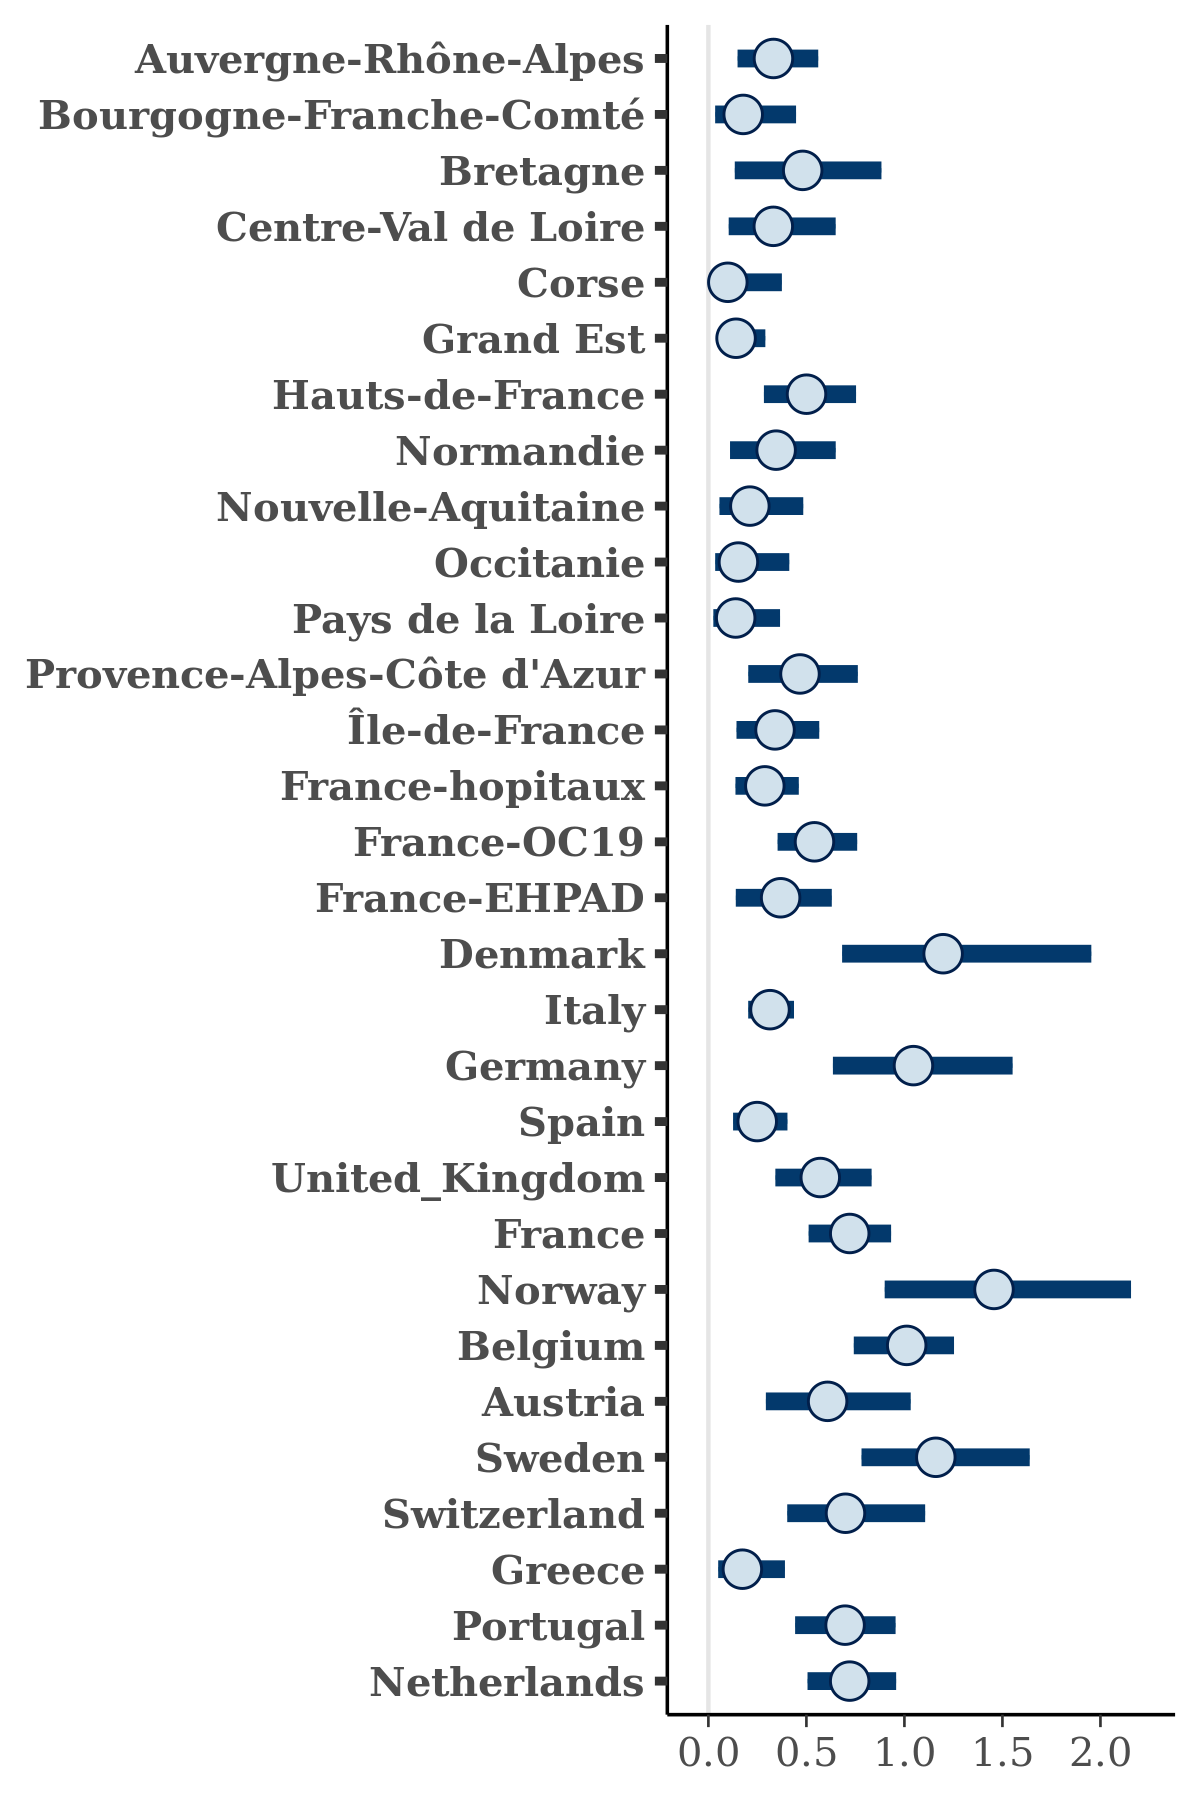 Auvergne-Rhône-Alpes
Bourgogne-Franche-Comté
Bretagne
Centre-Val de Loire
Corse
Grand Est
Hauts-de-France
Normandie
Nouvelle-Aquitaine
Occitanie
Pays de la Loire
Provence-Alpes-Côte d'Azur
Île-de-France
France-hopitaux
France-OC19
France-EHPAD
Denmark
Italy
Germany
Spain
United_Kingdom
France
Norway
Belgium
Austria
Sweden
Switzerland
Greece
Portugal
Netherlands
0.0 0.5 1.0 1.5 2.0